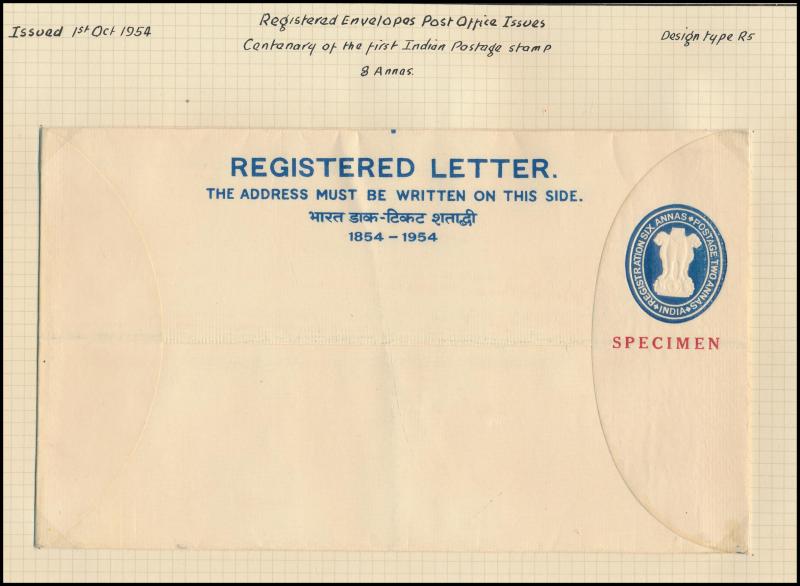 Registered Envelopes Post Office Issues
Issued 1st Oct 1954
Centenary of the first Indian Postage stamp
Design type R5
8 Annas.
REGISTERED LETTER.
THE ADDRESS MUST BE WRITTEN ON THIS SIDE.
भारत डाक-टिकट शताब्दी
1854 - 1954
REGISTRATION SIX ANNAS * POSTAGE TWO ANNAS * INDIA *
SPECIMEN